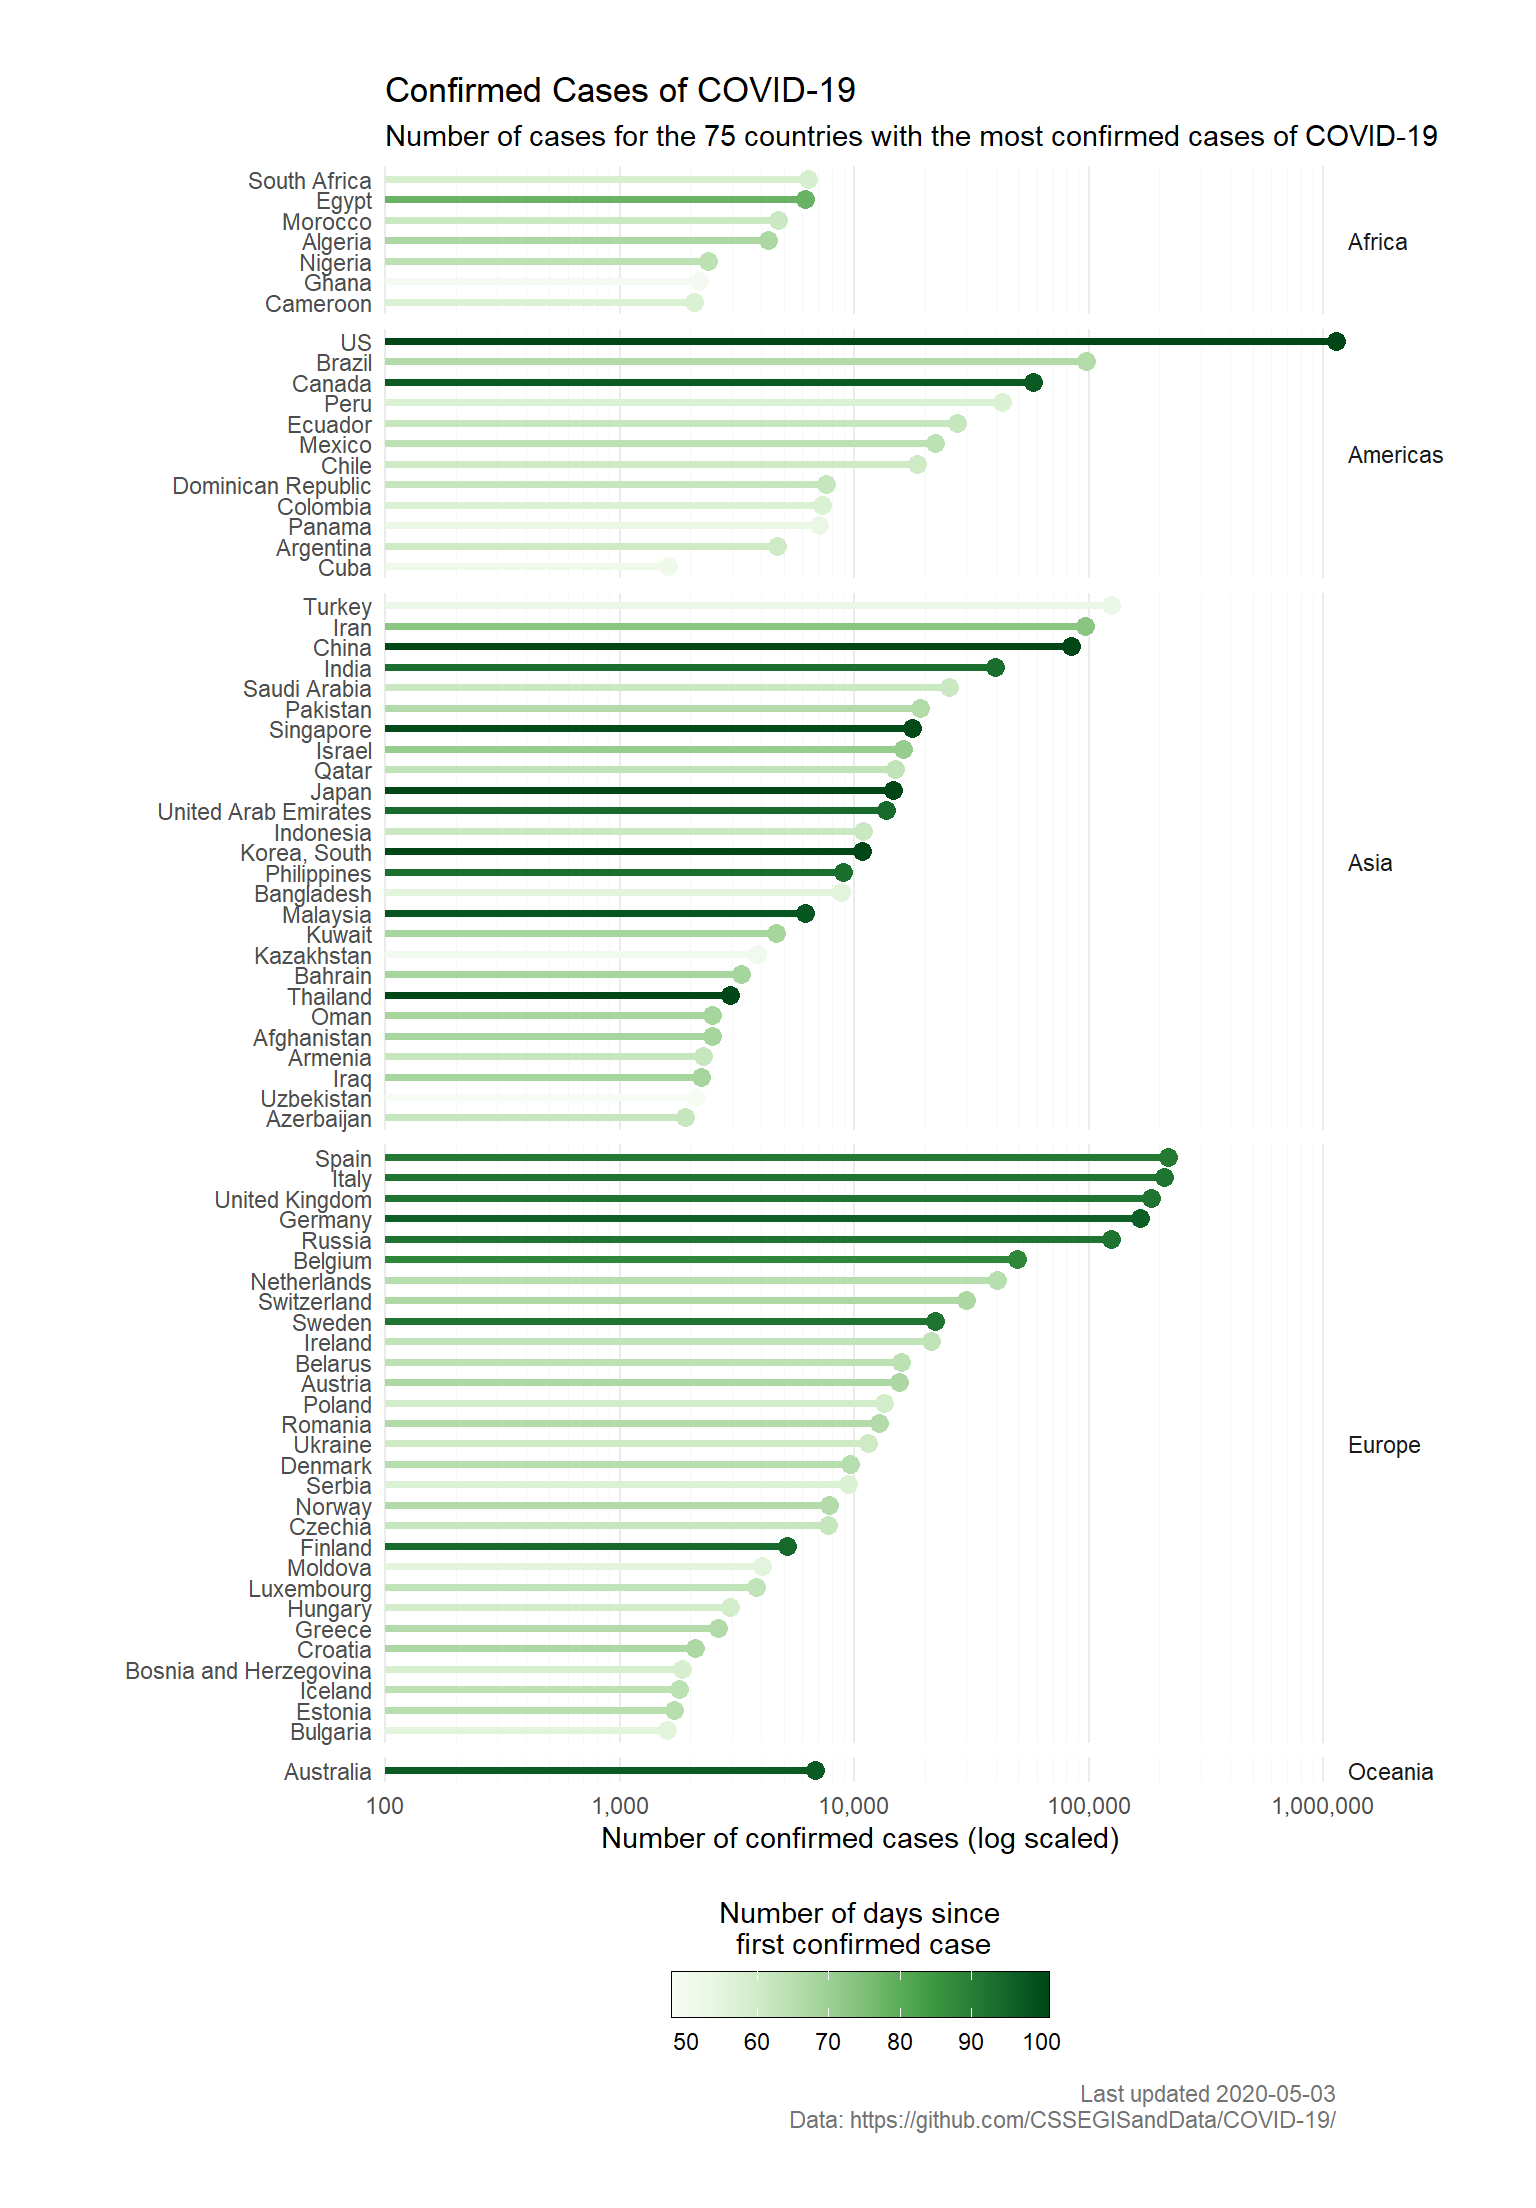 Confirmed Cases of COVID-19
Number of cases for the 75 countries with the most confirmed cases of COVID-19
South Africa
Egypt
Morocco
Algeria
Nigeria
Ghana
Cameroon
Africa
US
Brazil
Canada
Peru
Ecuador
Mexico
Chile
Dominican Republic
Colombia
Panama
Argentina
Cuba
Americas
Turkey
Iran
China
India
Saudi Arabia
Pakistan
Singapore
Israel
Qatar
Japan
United Arab Emirates
Indonesia
Korea, South
Philippines
Bangladesh
Malaysia
Kuwait
Kazakhstan
Bahrain
Thailand
Oman
Afghanistan
Armenia
Iraq
Uzbekistan
Azerbaijan
Asia
Spain
Italy
United Kingdom
Germany
Russia
Belgium
Netherlands
Switzerland
Sweden
Ireland
Belarus
Austria
Poland
Romania
Ukraine
Denmark
Serbia
Norway
Czechia
Finland
Moldova
Luxembourg
Hungary
Greece
Croatia
Bosnia and Herzegovina
Iceland
Estonia
Bulgaria
Europe
Australia
Oceania
100 1,000 10,000 100,000 1,000,000
Number of confirmed cases (log scaled)
Number of days since
first confirmed case
50 60 70 80 90 100
Last updated 2020-05-03
Data: https://github.com/CSSEGISandData/COVID-19/